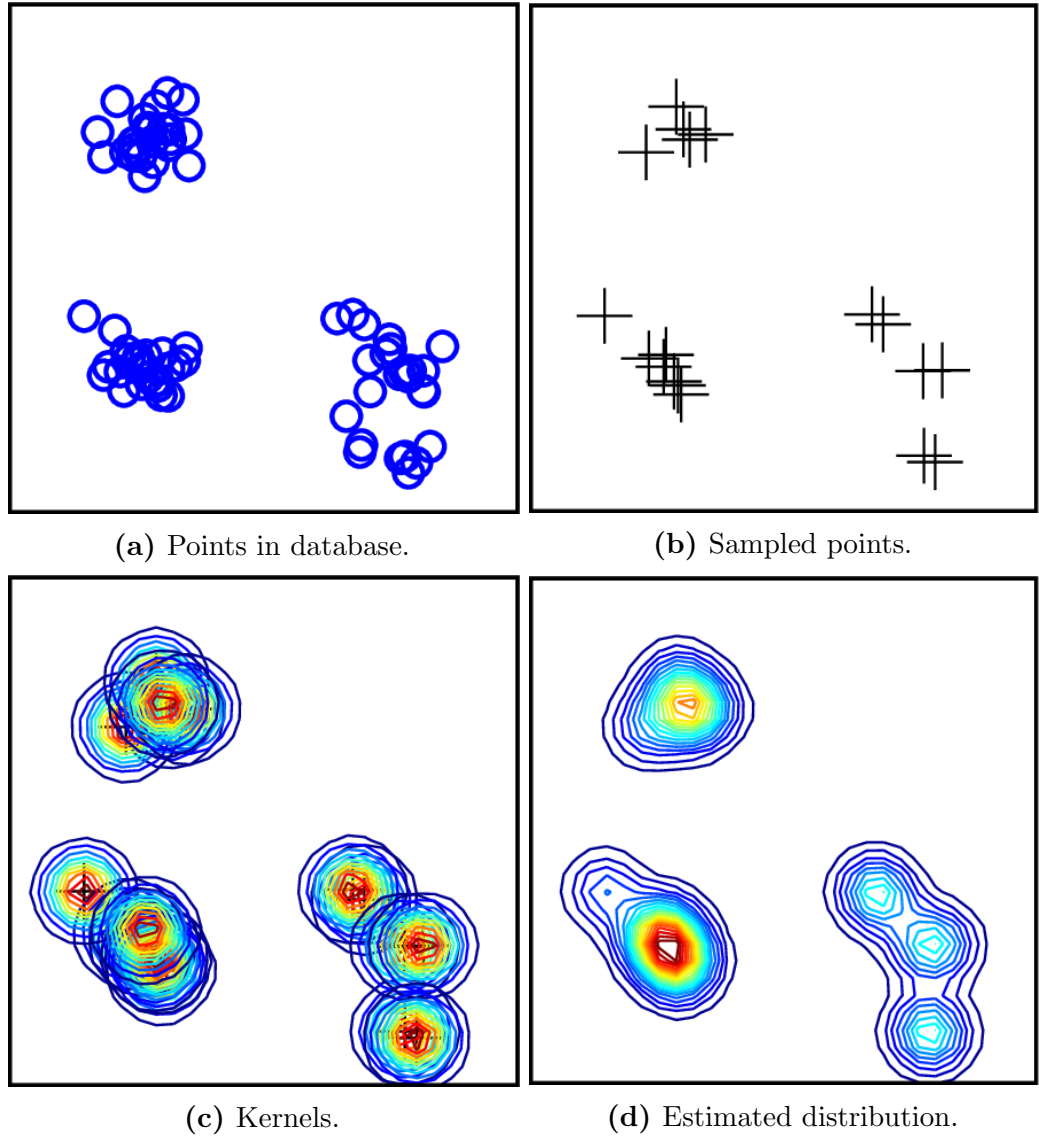 (a) Points in database.
(b) Sampled points.
(c) Kernels.
(d) Estimated distribution.